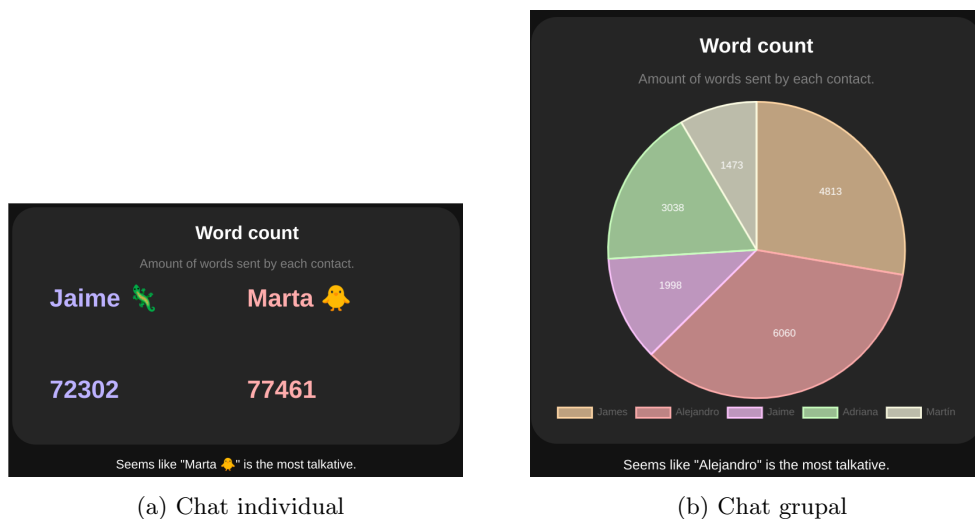 Word count
Amount of words sent by each contact.
Jaime 🦎 Marta 🐥
72302 77461
Seems like "Marta 🐥" is the most talkative.
(a) Chat individual
Word count
Amount of words sent by each contact.
1473
4813
3038
1998
6060
James Alejandro Jaime Adriana Martín
Seems like "Alejandro" is the most talkative.
(b) Chat grupal